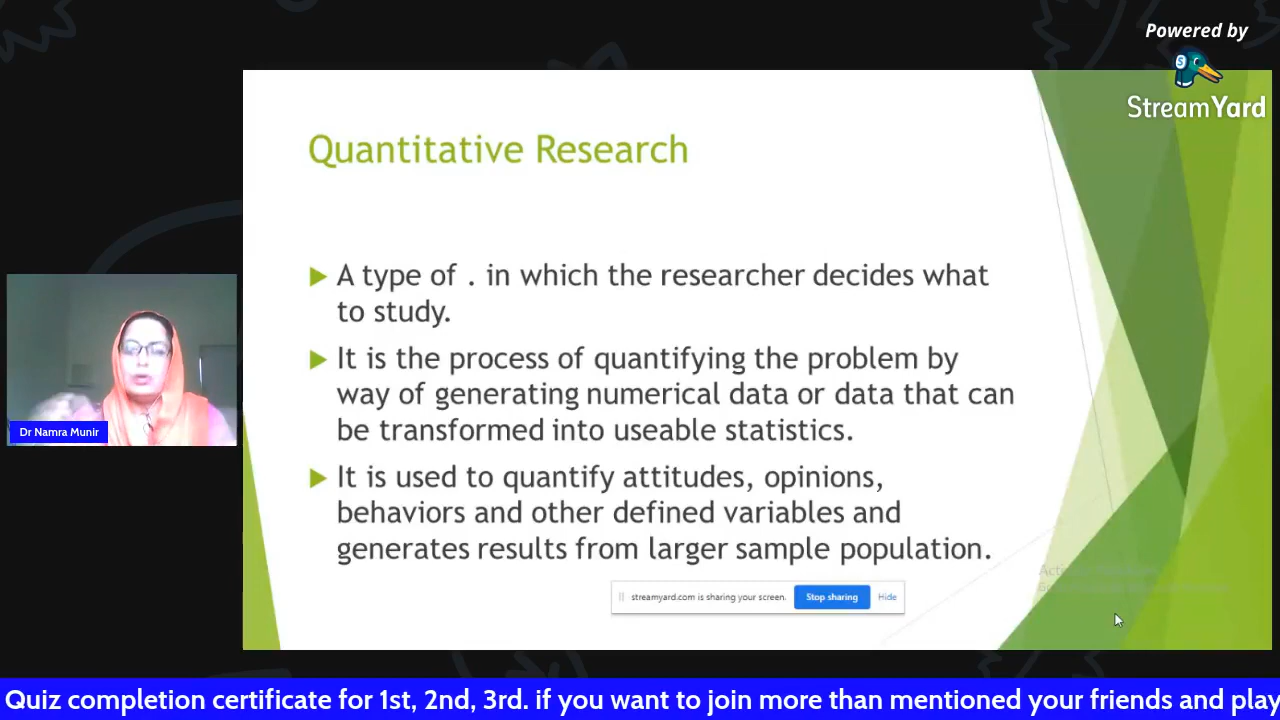 Powered by
StreamYard
Quantitative Research
A type of . in which the researcher decides what
to study.
It is the process of quantifying the problem by
way of generating numerical data or data that can
be transformed into useable statistics.
It is used to quantify attitudes, opinions,
behaviors and other defined variables and
generates results from larger sample population.
streamyard.com is sharing your screen.
Stop sharing
Hide
Dr Namra Munir
Quiz completion certificate for 1st, 2nd, 3rd. if you want to join more than mentioned your friends and play